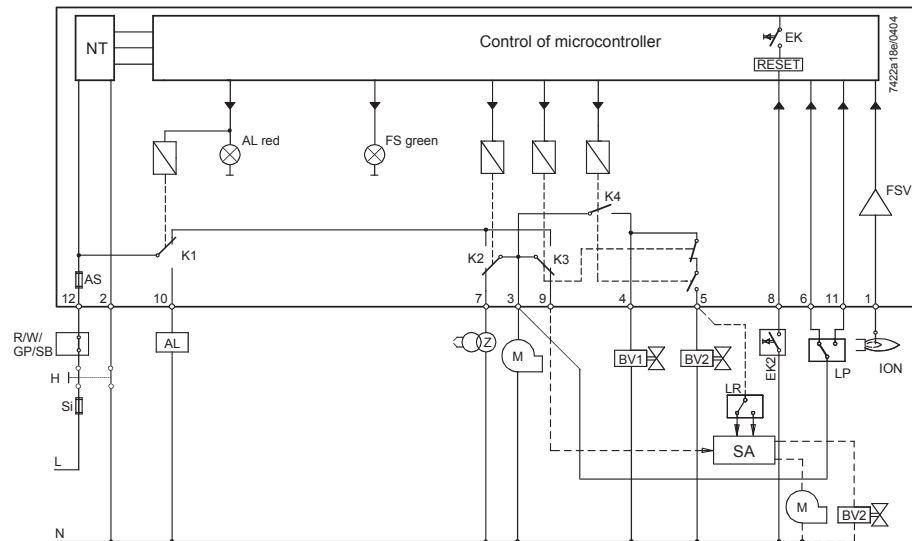 NT
Control of microcontroller
EK
RESET
7422a18e/0404
AL red
FS green
FSV
K4
K1
K2
K3
AS
12 2 10 7 3 9 4 5 8 6 11 1
R/W/
GP/SB
AL
Z
M
BV1
BV2
EK2
LP
ION
H
LR
Si
SA
L
M
BV2
N